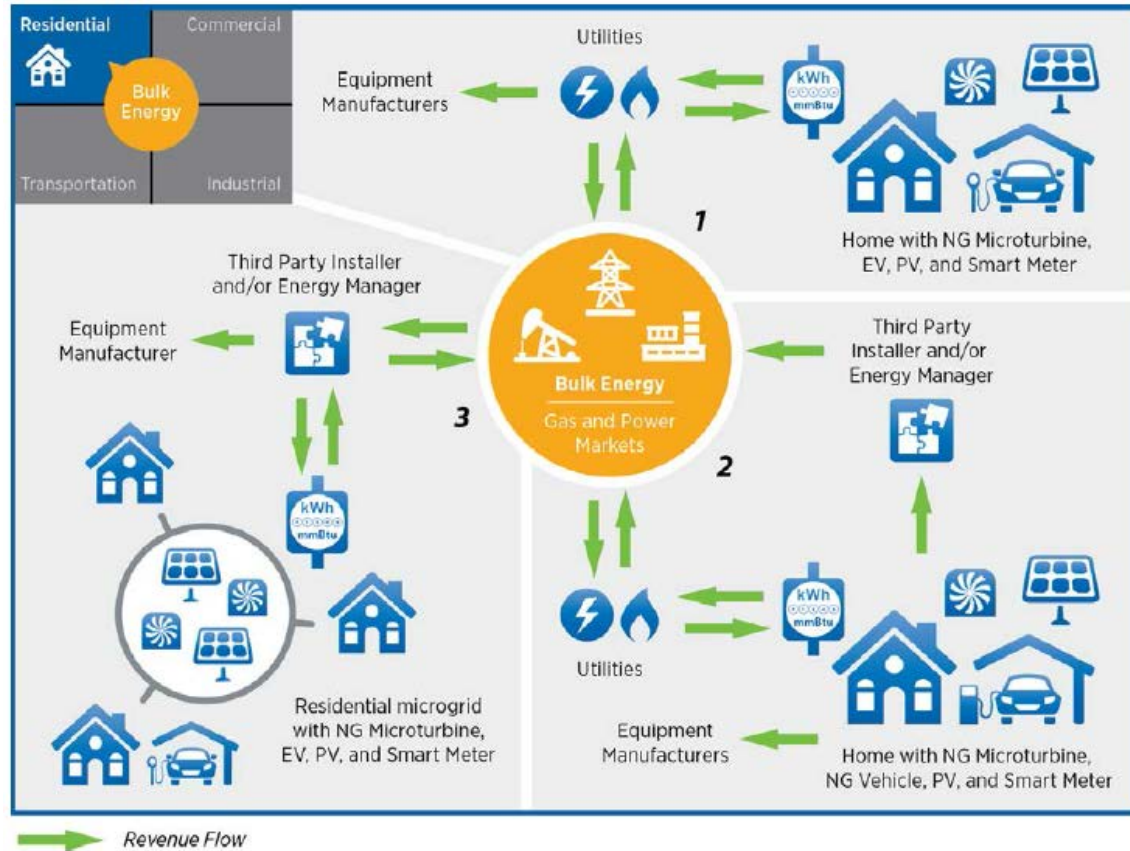 Residential
Commercial
Bulk
Energy
Transportation
Industrial
Utilities
Equipment
Manufacturers
kWh
mmBtu
1
Home with NG Microturbine,
EV, PV, and Smart Meter
Third Party Installer
and/or Energy Manager
Equipment
Manufacturer
3
kWh
mmBtu
Residential microgrid
with NG Microturbine,
EV, PV, and Smart Meter
Bulk Energy
Gas and Power
Markets
2
Third Party
Installer and/or
Energy Manager
kWh
mmBtu
Utilities
Equipment
Manufacturers
Home with NG Microturbine,
NG Vehicle, PV, and Smart Meter
Revenue Flow